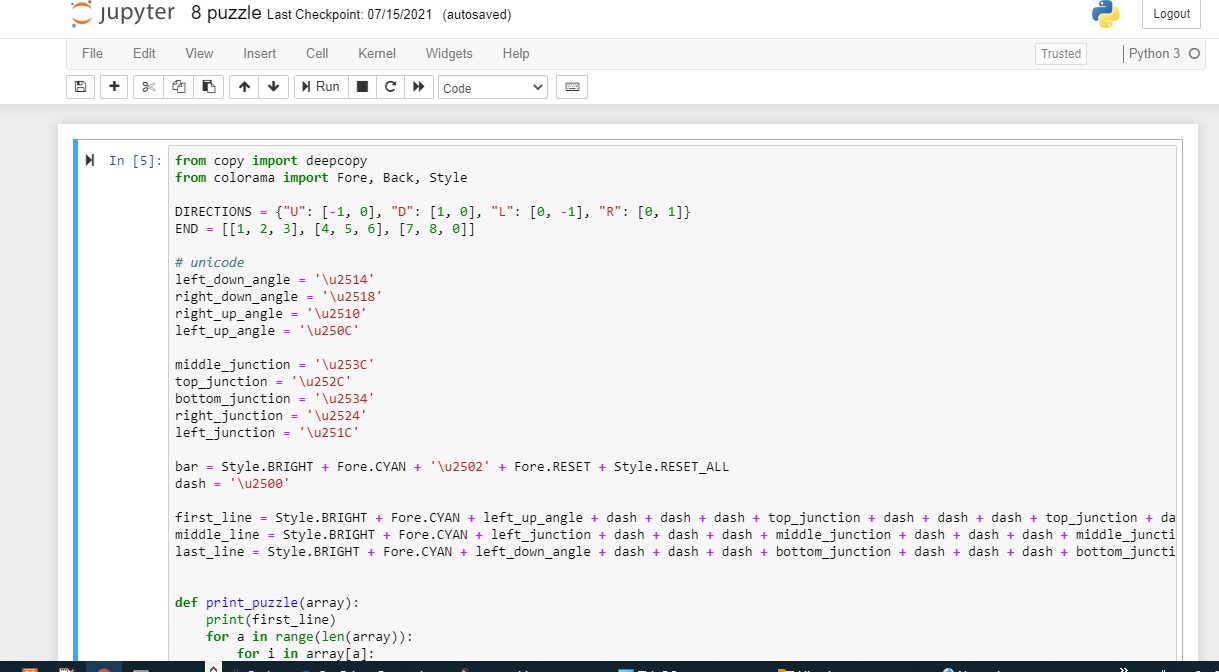 jupyter 8 puzzle Last Checkpoint: 07/15/2021 (autosaved)
Logout
File Edit View Insert Cell Kernel Widgets Help
Trusted
Python 3
Run
Code
In [5]:
from copy import deepcopy
from colorama import Fore, Back, Style

DIRECTIONS = {"U": [-1, 0], "D": [1, 0], "L": [0, -1], "R": [0, 1]}
END = [[1, 2, 3], [4, 5, 6], [7, 8, 0]]

# unicode
left_down_angle = '\u2514'
right_down_angle = '\u2518'
right_up_angle = '\u2510'
left_up_angle = '\u250C'

middle_junction = '\u253C'
top_junction = '\u252C'
bottom_junction = '\u2534'
right_junction = '\u2524'
left_junction = '\u251C'

bar = Style.BRIGHT + Fore.CYAN + '\u2502' + Fore.RESET + Style.RESET_ALL
dash = '\u2500'

first_line = Style.BRIGHT + Fore.CYAN + left_up_angle + dash + dash + dash + top_junction + dash + dash + dash + top_junction + da
middle_line = Style.BRIGHT + Fore.CYAN + left_junction + dash + dash + dash + middle_junction + dash + dash + dash + middle_juncti
last_line = Style.BRIGHT + Fore.CYAN + left_down_angle + dash + dash + dash + bottom_junction + dash + dash + dash + bottom_juncti

def print_puzzle(array):
    print(first_line)
    for a in range(len(array)):
        for i in array[a]: